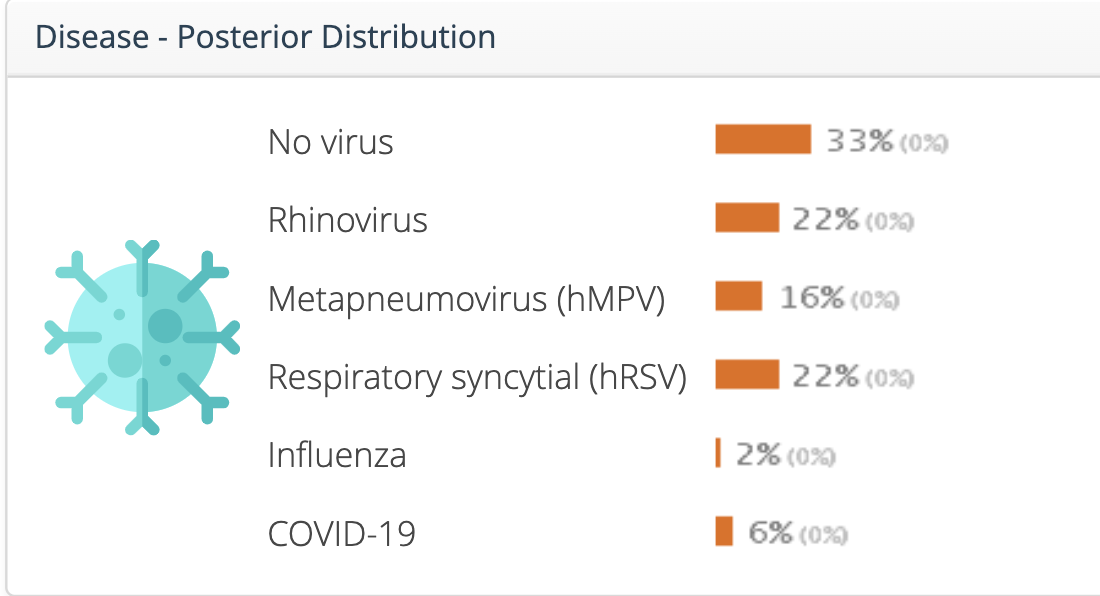 Disease - Posterior Distribution
No virus 33% (0%)
Rhinovirus 22% (0%)
Metapneumovirus (hMPV) 16% (0%)
Respiratory syncytial (hRSV) 22% (0%)
Influenza 2% (0%)
COVID-19 6% (0%)